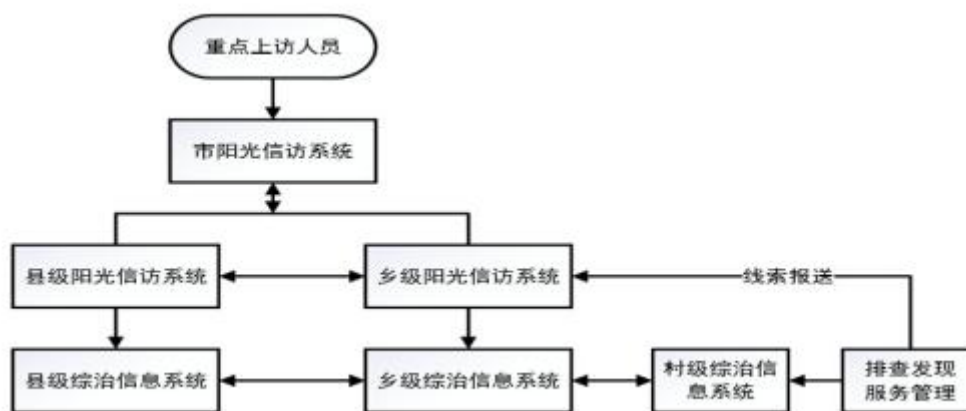 重点上访人员
市阳光信访系统
县级阳光信访系统
乡级阳光信访系统
线索报送
县级综治信息系统
乡级综治信息系统
村级综治信
息系统
排查发现
服务管理